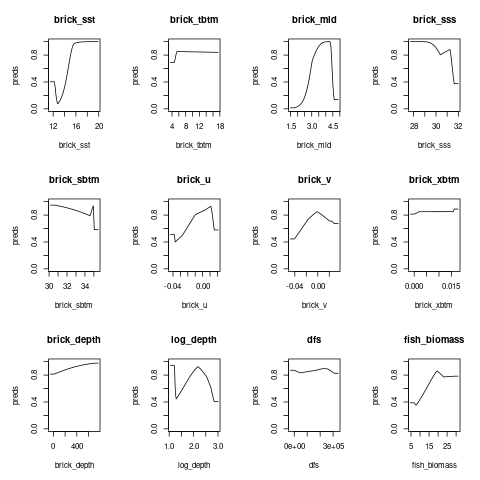 brick_sst brick_tbtm brick_mld brick_sss
preds 0.0 0.4 0.8 preds 0.0 0.4 0.8 preds 0.0 0.4 0.8 preds 0.0 0.4 0.8
12 14 16 18 20 4 6 8 12 16 18 1.5 3.0 4.5 28 30 31 32
brick_sst brick_tbtm brick_mld brick_sss
brick_sbtm brick_u brick_v brick_xbtm
preds 0.0 0.4 0.8 preds 0.0 0.4 0.8 preds 0.0 0.4 0.8 preds 0.0 0.4 0.8
30 31 32 34 -0.04 0.00 -0.04 0.00 0.000 0.015
brick_sbtm brick_u brick_v brick_xbtm
brick_depth log_depth dfs fish_biomass
preds 0.0 0.4 0.8 preds 0.0 0.4 0.8 preds 0.0 0.4 0.8 preds 0.0 0.4 0.8
0 400 1.0 2.0 3.0 0e+00 3e+05 5 15 25
brick_depth log_depth dfs fish_biomass